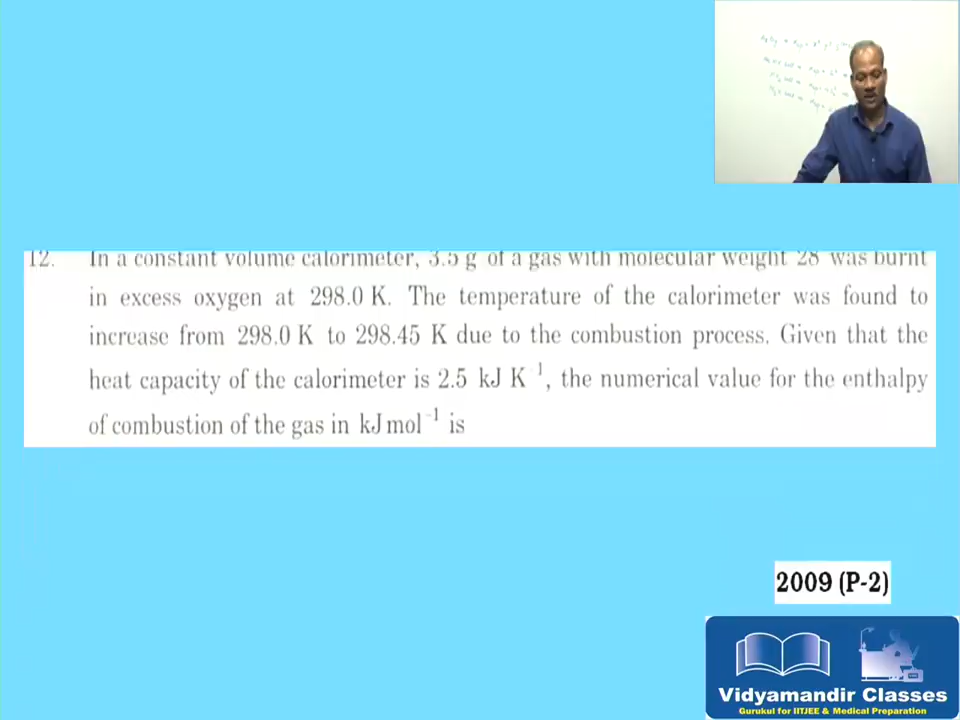 12. In a constant volume calorimeter, 3.5 g of a gas with molecular weight 28 was burnt
in excess oxygen at 298.0 K. The temperature of the calorimeter was found to
increase from 298.0 K to 298.45 K due to the combustion process. Given that the
heat capacity of the calorimeter is 2.5 kJ K⁻¹, the numerical value for the enthalpy
of combustion of the gas in kJ mol⁻¹ is
2009 (P-2)
Vidyamandir Classes
Gurukul for IITJEE & Medical Preparation